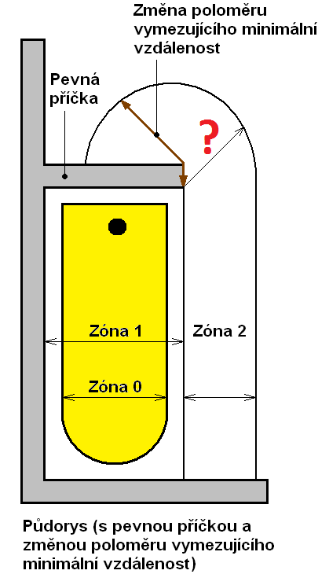 Změna poloměru
vymezujícího minimální
vzdálenost
Pevná
příčka
?
Zóna 1
Zóna 2
Zóna 0
Půdorys (s pevnou příčkou a
změnou poloměru vymezujícího
minimální vzdálenost)